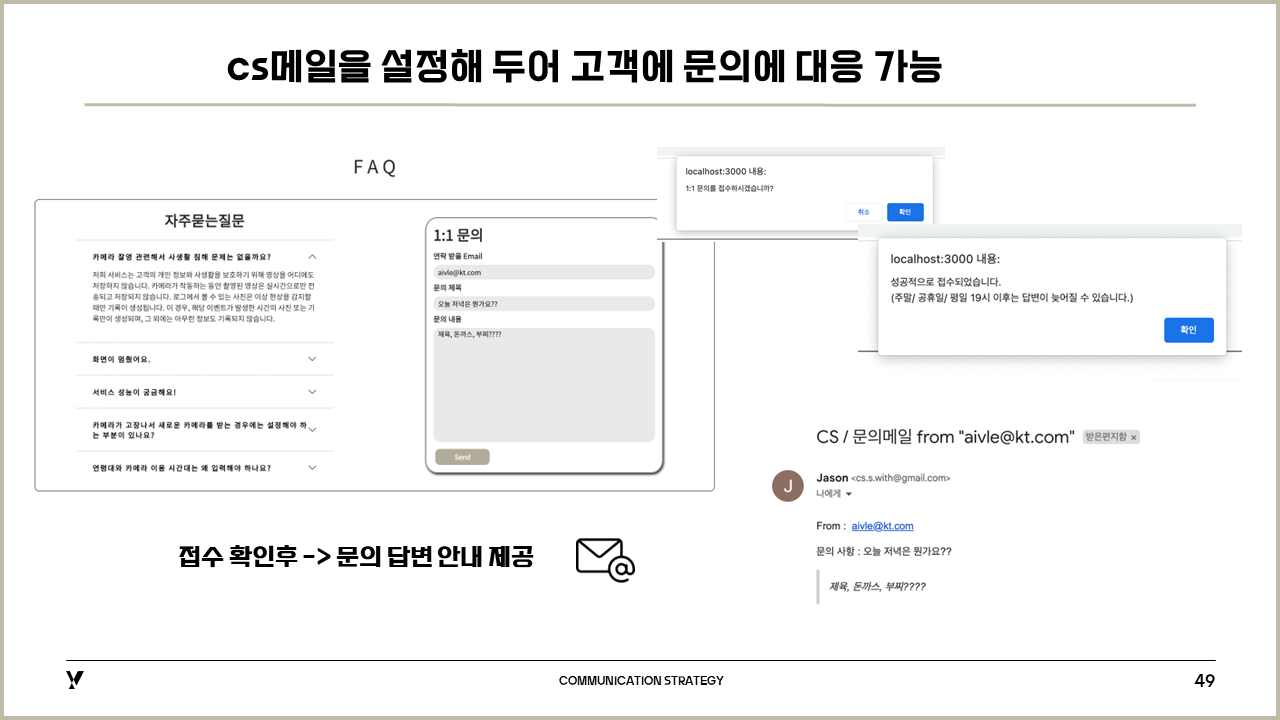 cs메일을 설정해 두어 고객에 문의에 대응 가능
FAQ
자주묻는질문
카메라 촬영 관련해서 사생활 침해 문제는 없을까요?
저희 서비스는 고객의 개인 정보와 사생활을 보호하기 위해 영상을 어디에도
저장하지 않습니다. 카메라가 작동하는 동안 촬영된 영상은 실시간으로만 전
송되고 저장되지 않습니다. 로그에서 볼 수 있는 사진은 이상 현상을 감지할
때만 기록이 생성됩니다. 이 경우, 해당 이벤트가 발생한 시간의 사진 또는 기
록만이 생성되며, 그 외에는 아무런 정보도 기록되지 않습니다.
화면이 멈췄어요.
서비스 성능이 궁금해요!
카메라가 고장나서 새로운 카메라를 받는 경우에는 설정해야 하
는 부분이 있나요?
연령대와 카메라 이용 시간대는 왜 입력해야 하나요?
1:1 문의
연락 받을 Email
aivle@kt.com
문의 제목
오늘 저녁은 뭔가요??
문의 내용
제육, 돈까스, 부찌????
Send
localhost:3000 내용:
1:1 문의를 접수하시겠습니까?
취소
확인
localhost:3000 내용:
성공적으로 접수되었습니다.
(주말/ 공휴일/ 평일 19시 이후는 답변이 늦어질 수 있습니다.)
확인
CS / 문의메일 from "aivle@kt.com" 받은편지함 ×
J
Jason <cs.s.with@gmail.com>
나에게
From : aivle@kt.com
문의 사항 : 오늘 저녁은 뭔가요??
제육, 돈까스, 부찌????
접수 확인후 -> 문의 답변 안내 제공
COMMUNICATION STRATEGY
49